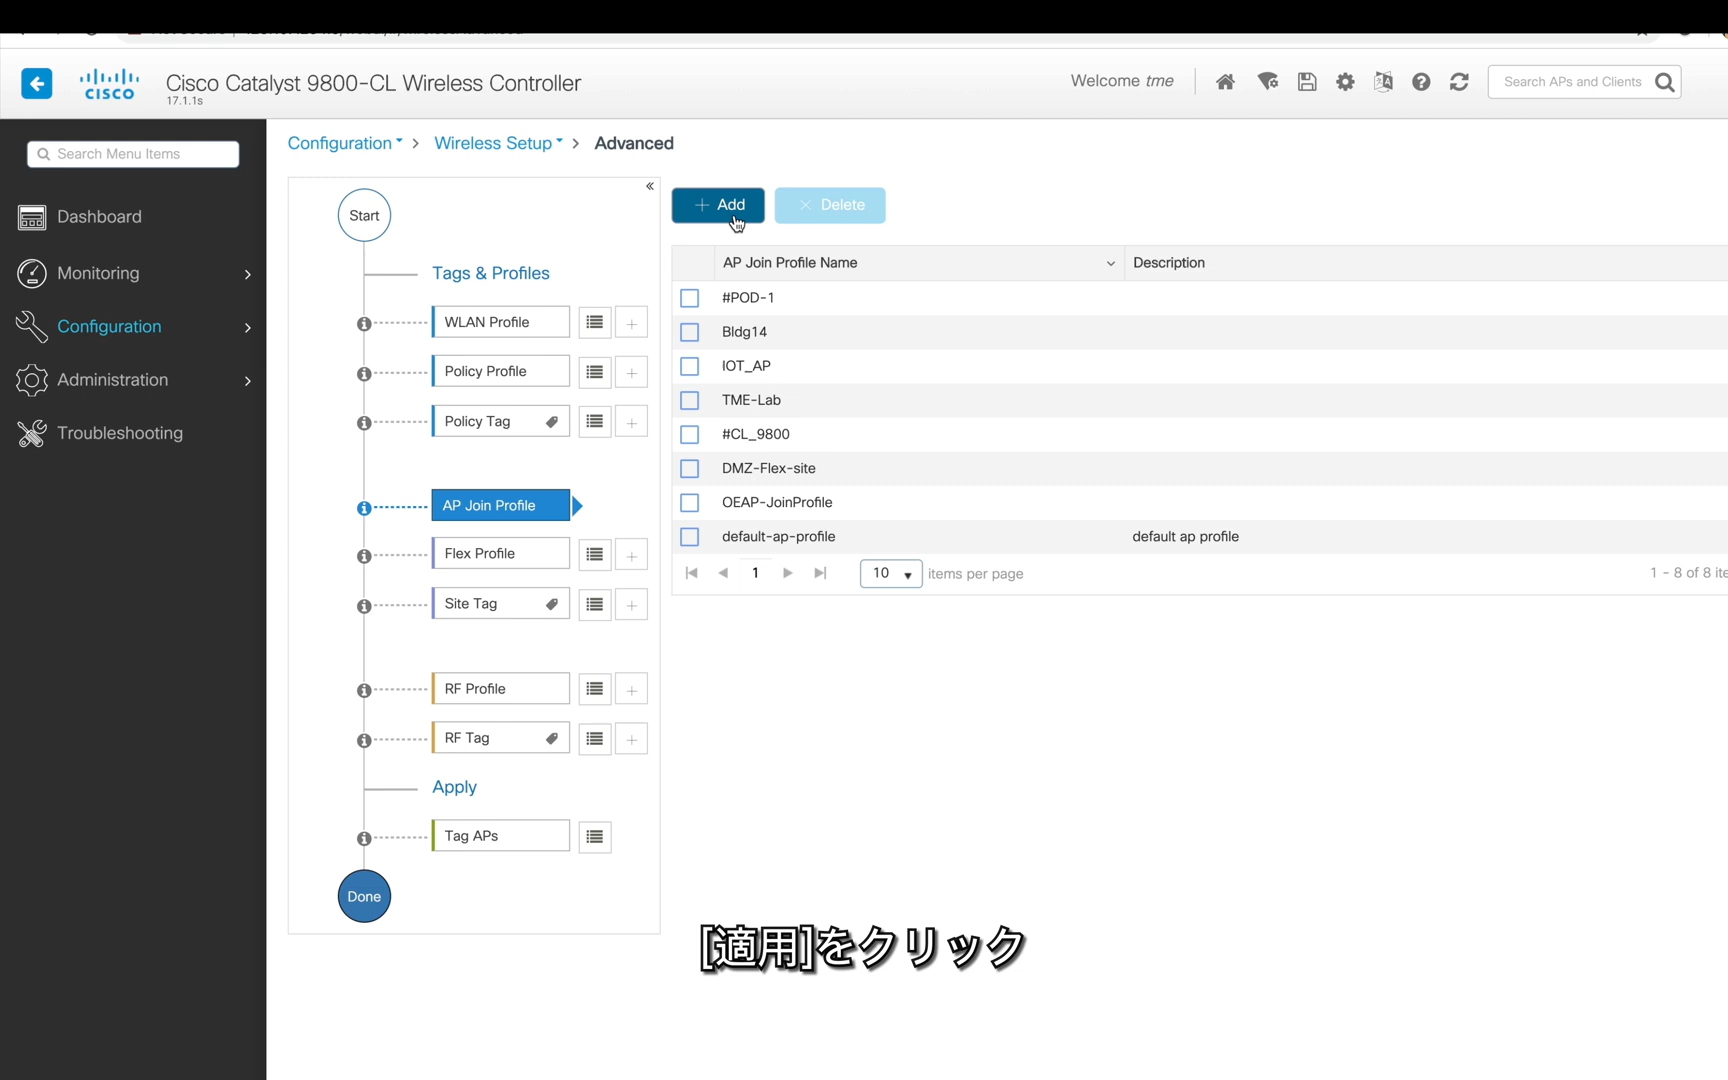 CISCO
Cisco Catalyst 9800-CL Wireless Controller
17.1.1s
Welcome tme
Search APs and Clients
Search Menu Items
Dashboard
Monitoring
Configuration
Administration
Troubleshooting
Configuration > Wireless Setup > Advanced
Start
Tags & Profiles
WLAN Profile
Policy Profile
Policy Tag
AP Join Profile
Flex Profile
Site Tag
RF Profile
RF Tag
Apply
Tag APs
Done
+ Add
× Delete
AP Join Profile Name Description
#POD-1
Bldg14
IOT_AP
TME-Lab
#CL_9800
DMZ-Flex-site
OEAP-JoinProfile
default-ap-profile default ap profile
1 10 items per page 1 - 8 of 8 ite
[適用]をクリック